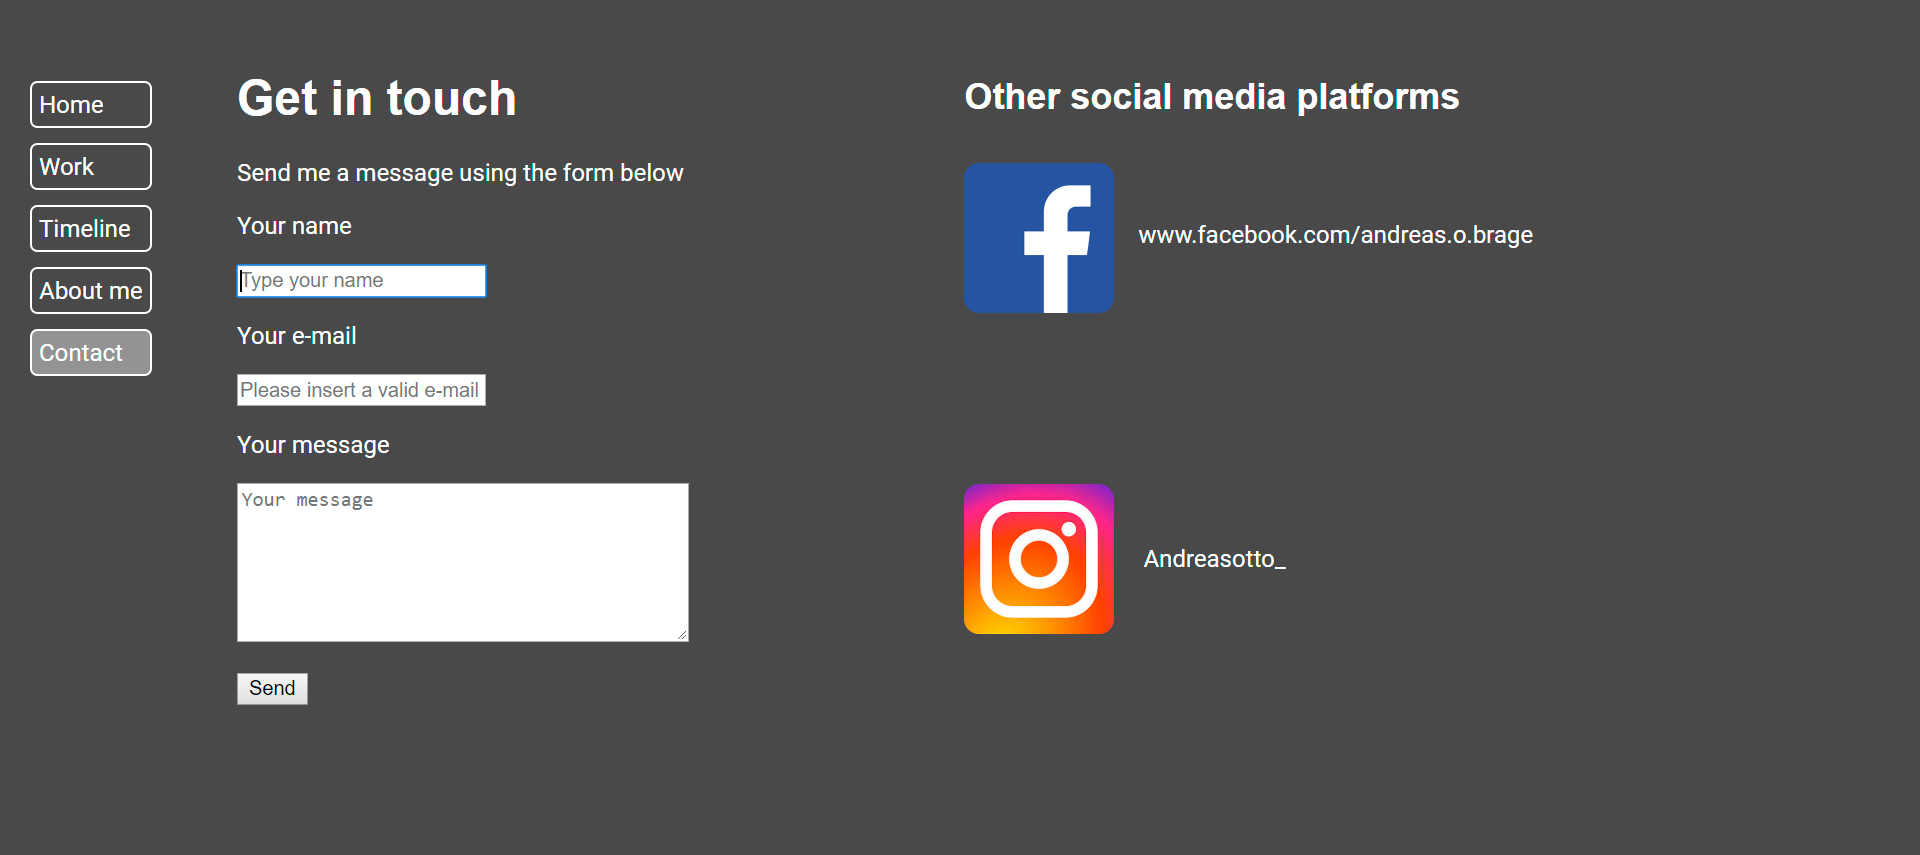 Home
Work
Timeline
About me
Contact
Get in touch
Send me a message using the form below
Your name
Type your name
Your e-mail
Please insert a valid e-mail
Your message
Your message
Send
Other social media platforms
www.facebook.com/andreas.o.brage
Andreasotto_